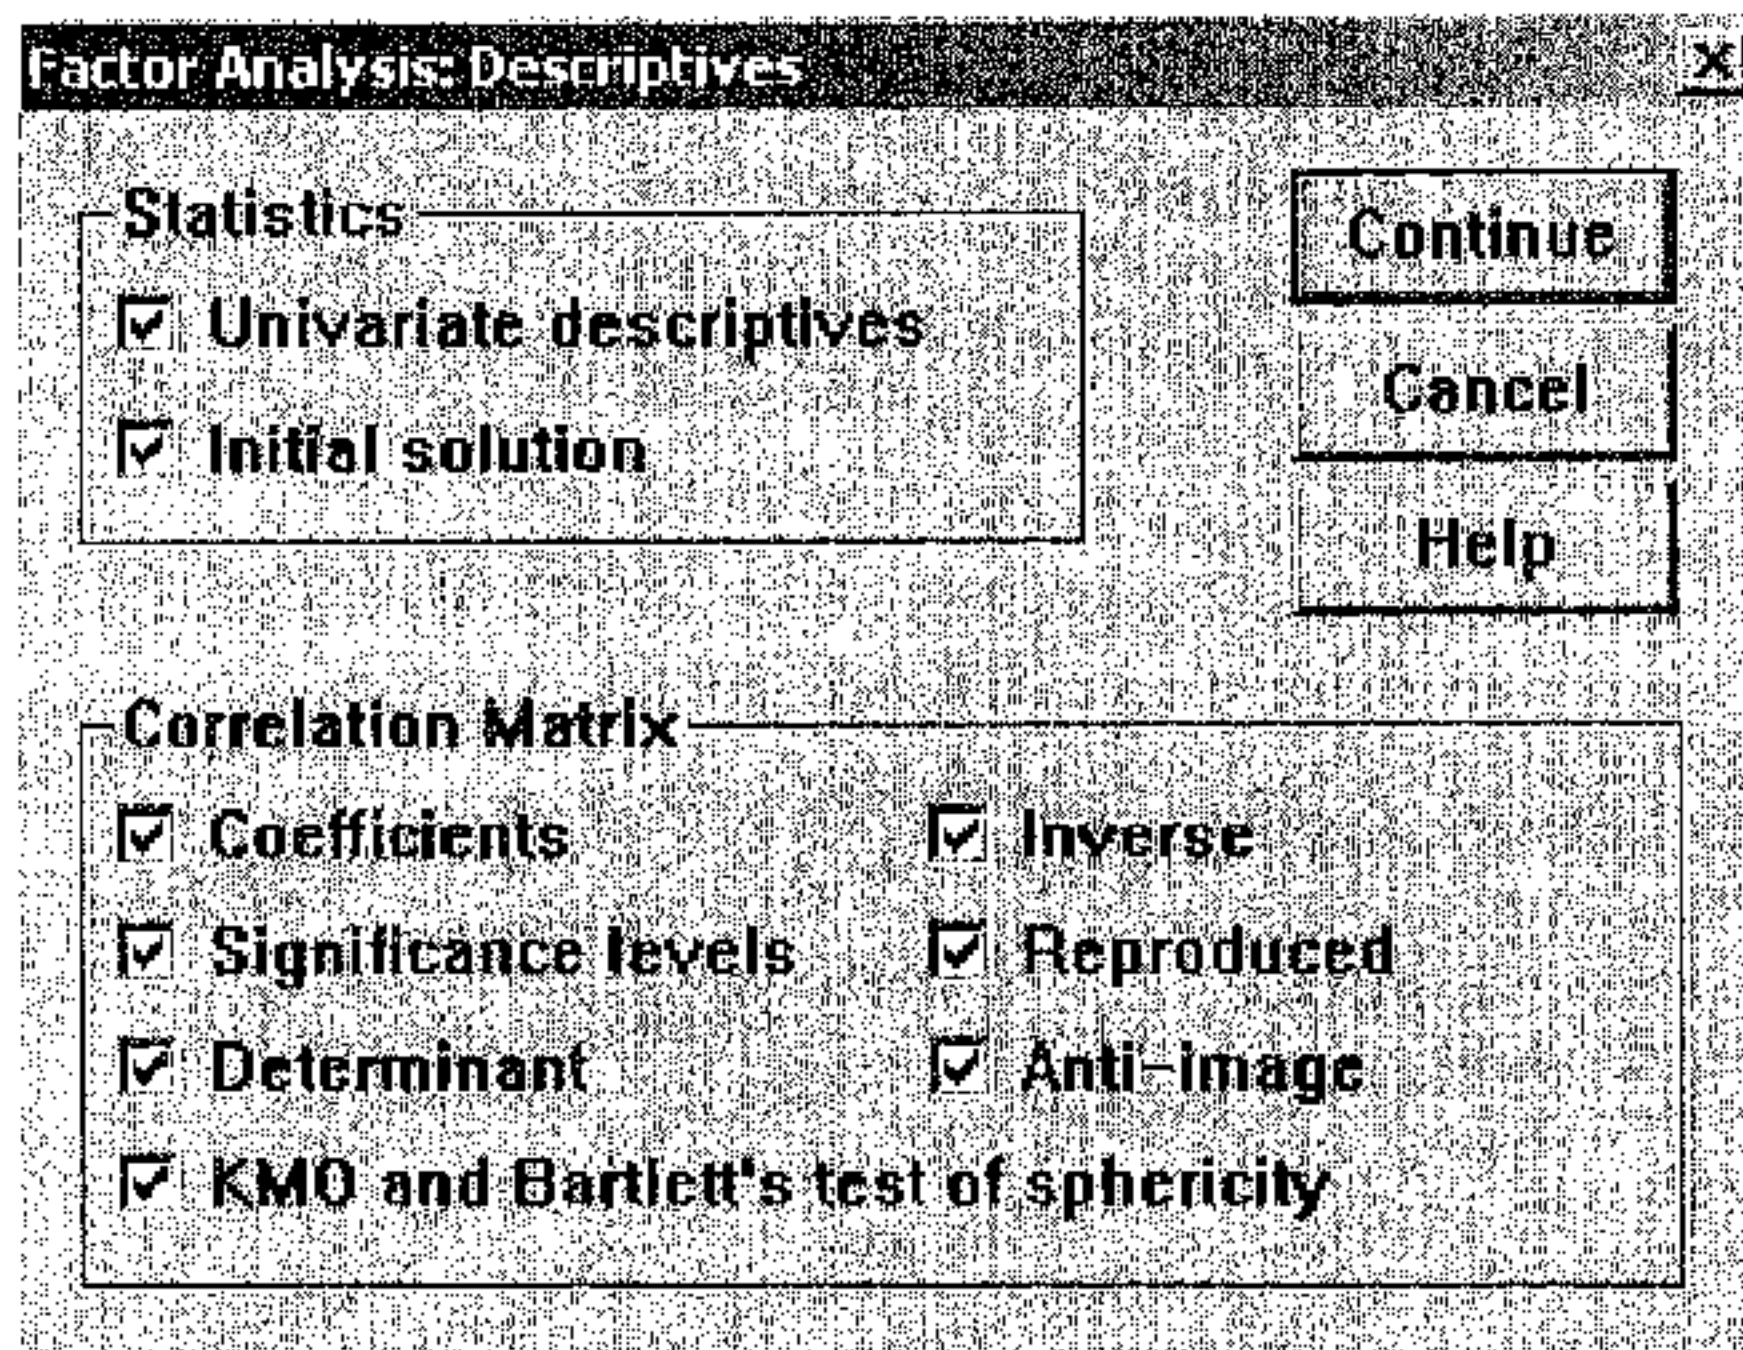 Factor Analysis: Descriptives
Statistics
Univariate descriptives
Initial solution
Continue
Cancel
Help
Correlation Matrix
Coefficients
Inverse
Significance levels
Reproduced
Determinant
Anti-image
KMO and Bartlett's test of sphericity